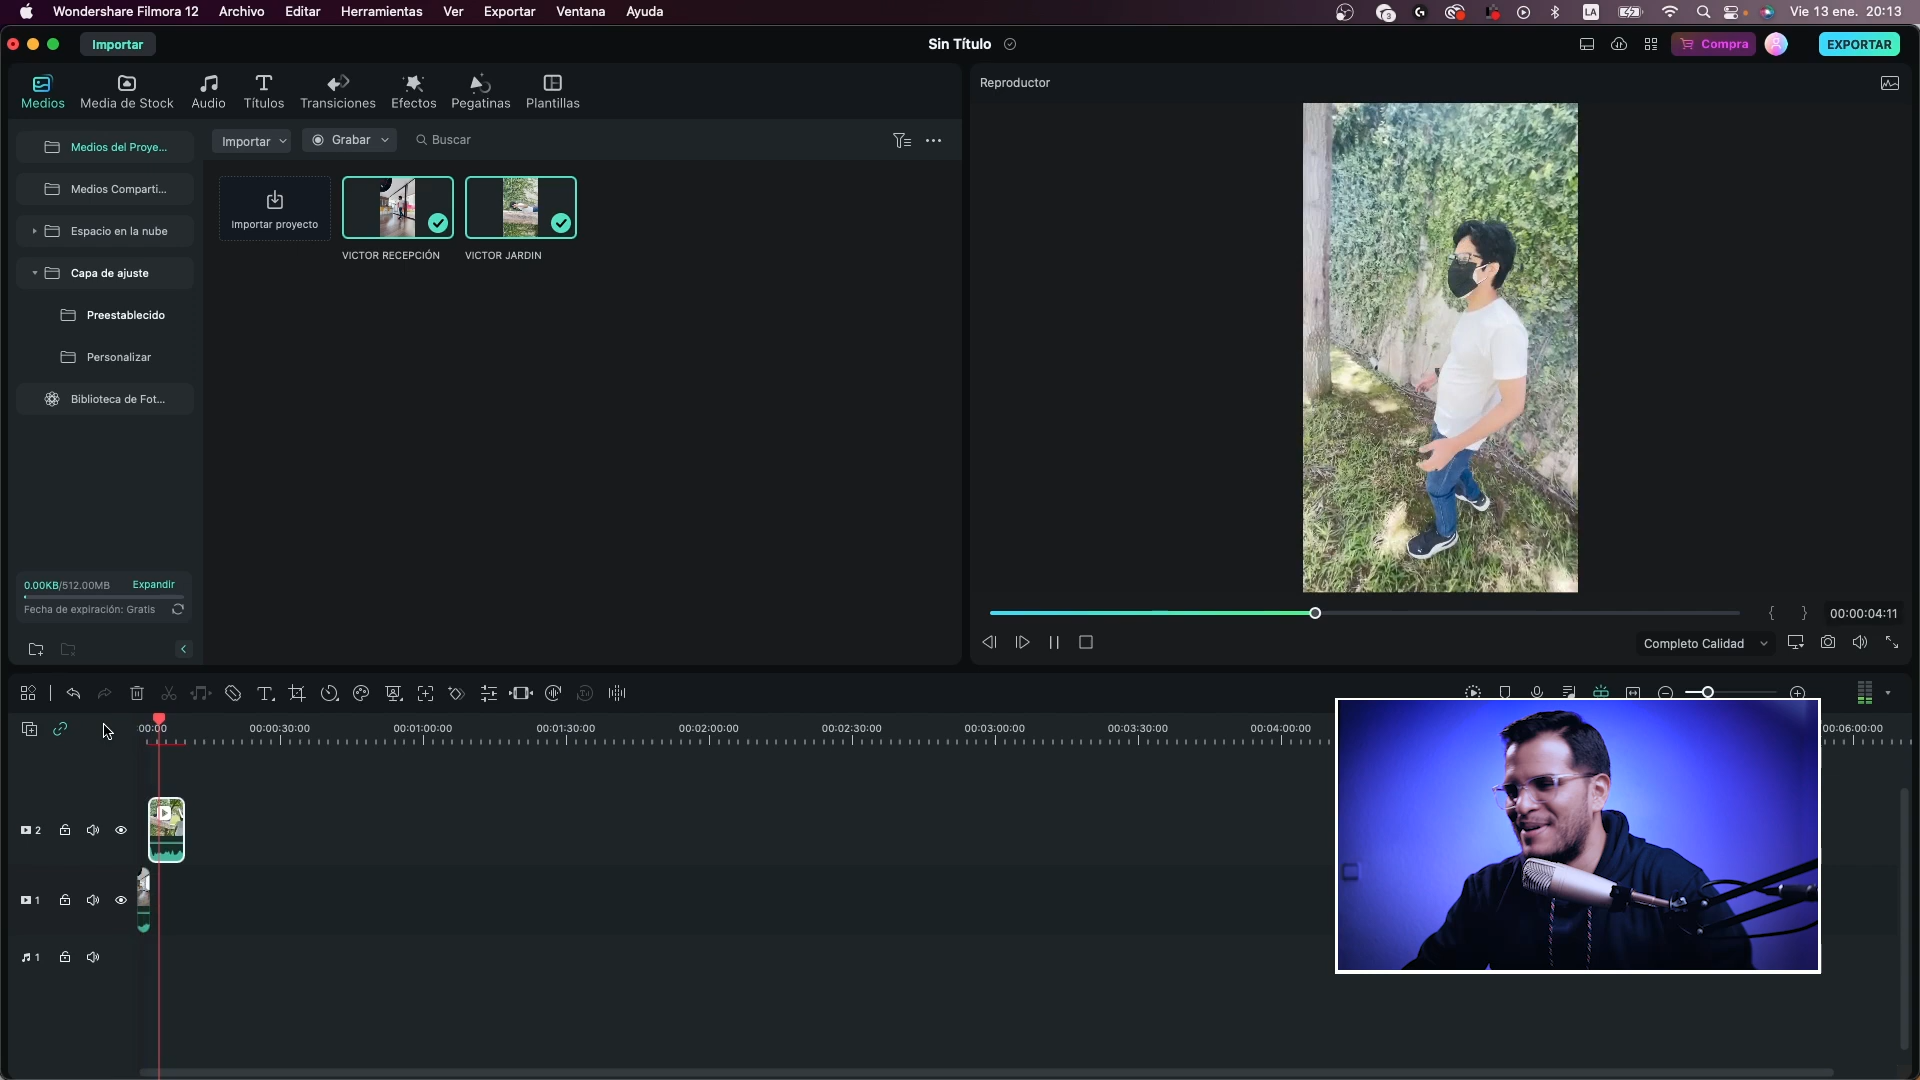 Wondershare Filmora 12 Archivo Editar Herramientas Ver Exportar Ventana Ayuda 3 LA Vie 13 ene. 20:13
Importar Sin Título Compra EXPORTAR
Medios Media de Stock Audio Títulos Transiciones Efectos Pegatinas Plantillas
Reproductor
Importar Grabar Buscar
Medios del Proye...
Medios Comparti...
Espacio en la nube
Capa de ajuste
Preestablecido
Personalizar
Biblioteca de Fot...
Importar proyecto
VICTOR RECEPCIÓN VICTOR JARDIN
0.00KB/512.00MB Expandir
Fecha de expiración: Gratis
{ } 00:00:04:11
Completo Calidad
:00:00 00:00:30:00 00:01:00:00 00:01:30:00 00:02:00:00 00:02:30:00 00:03:00:00 00:03:30:00 00:04:00:00 00:06:00:00
2
1
1